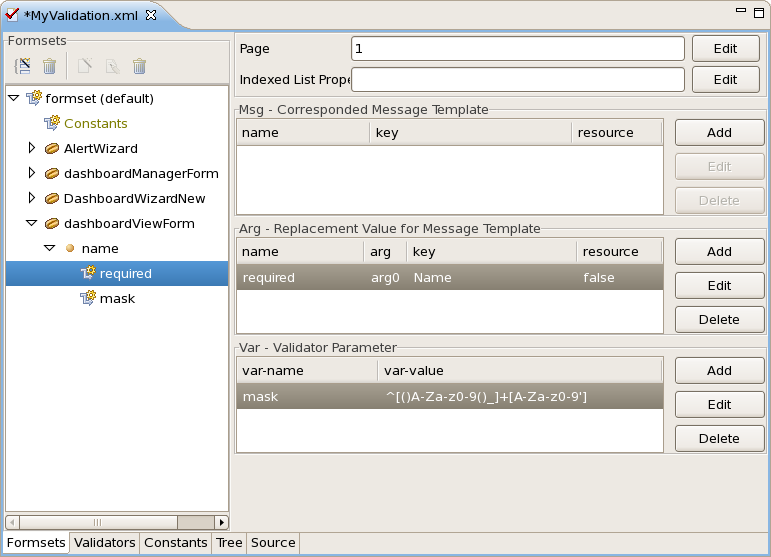 *MyValidation.xml
Formsets
formset (default)
Constants
AlertWizard
dashboardManagerForm
DashboardWizardNew
dashboardViewForm
name
required
mask
Page 1 Edit
Indexed List Prope Edit
Msg - Corresponded Message Template
name key resource
Add
Edit
Delete
Arg - Replacement Value for Message Template
name arg key resource
required arg0 Name false
Add
Edit
Delete
Var - Validator Parameter
var-name var-value
mask ^[()A-Za-z0-9()_]+[A-Za-z0-9']
Add
Edit
Delete
Formsets Validators Constants Tree Source